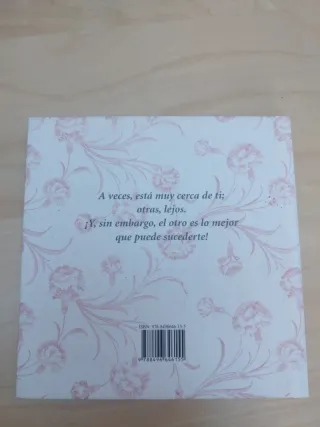 A veces, está muy cerca de ti;
otras, lejos.
¡Y, sin embargo, el otro es lo mejor
que puede sucederte!